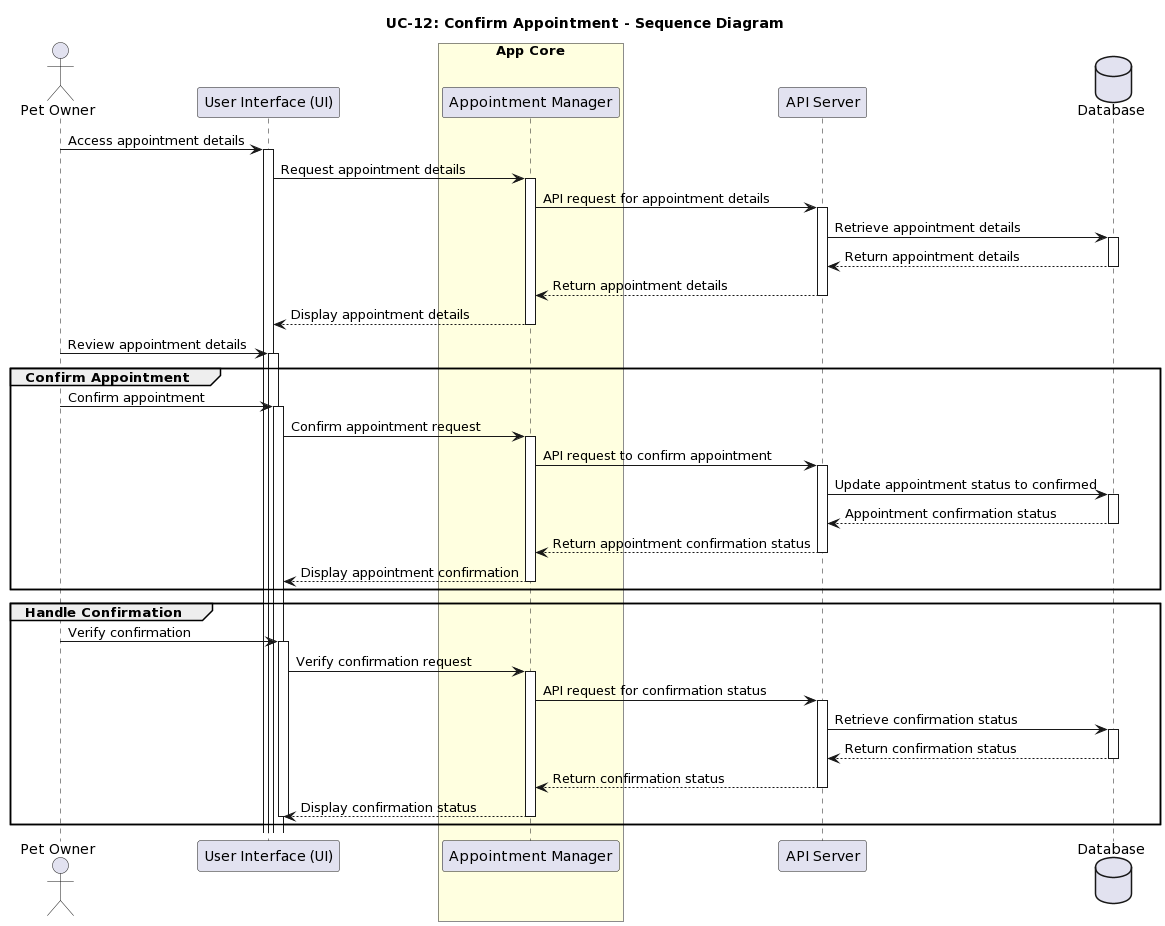 UC-12: Confirm Appointment - Sequence Diagram
App Core
Pet Owner
User Interface (UI)
Appointment Manager
API Server
Database
Access appointment details
Request appointment details
API request for appointment details
Retrieve appointment details
Return appointment details
Return appointment details
Display appointment details
Review appointment details
Confirm Appointment
Confirm appointment
Confirm appointment request
API request to confirm appointment
Update appointment status to confirmed
Appointment confirmation status
Return appointment confirmation status
Display appointment confirmation
Handle Confirmation
Verify confirmation
Verify confirmation request
API request for confirmation status
Retrieve confirmation status
Return confirmation status
Return confirmation status
Display confirmation status
Pet Owner
User Interface (UI)
Appointment Manager
API Server
Database